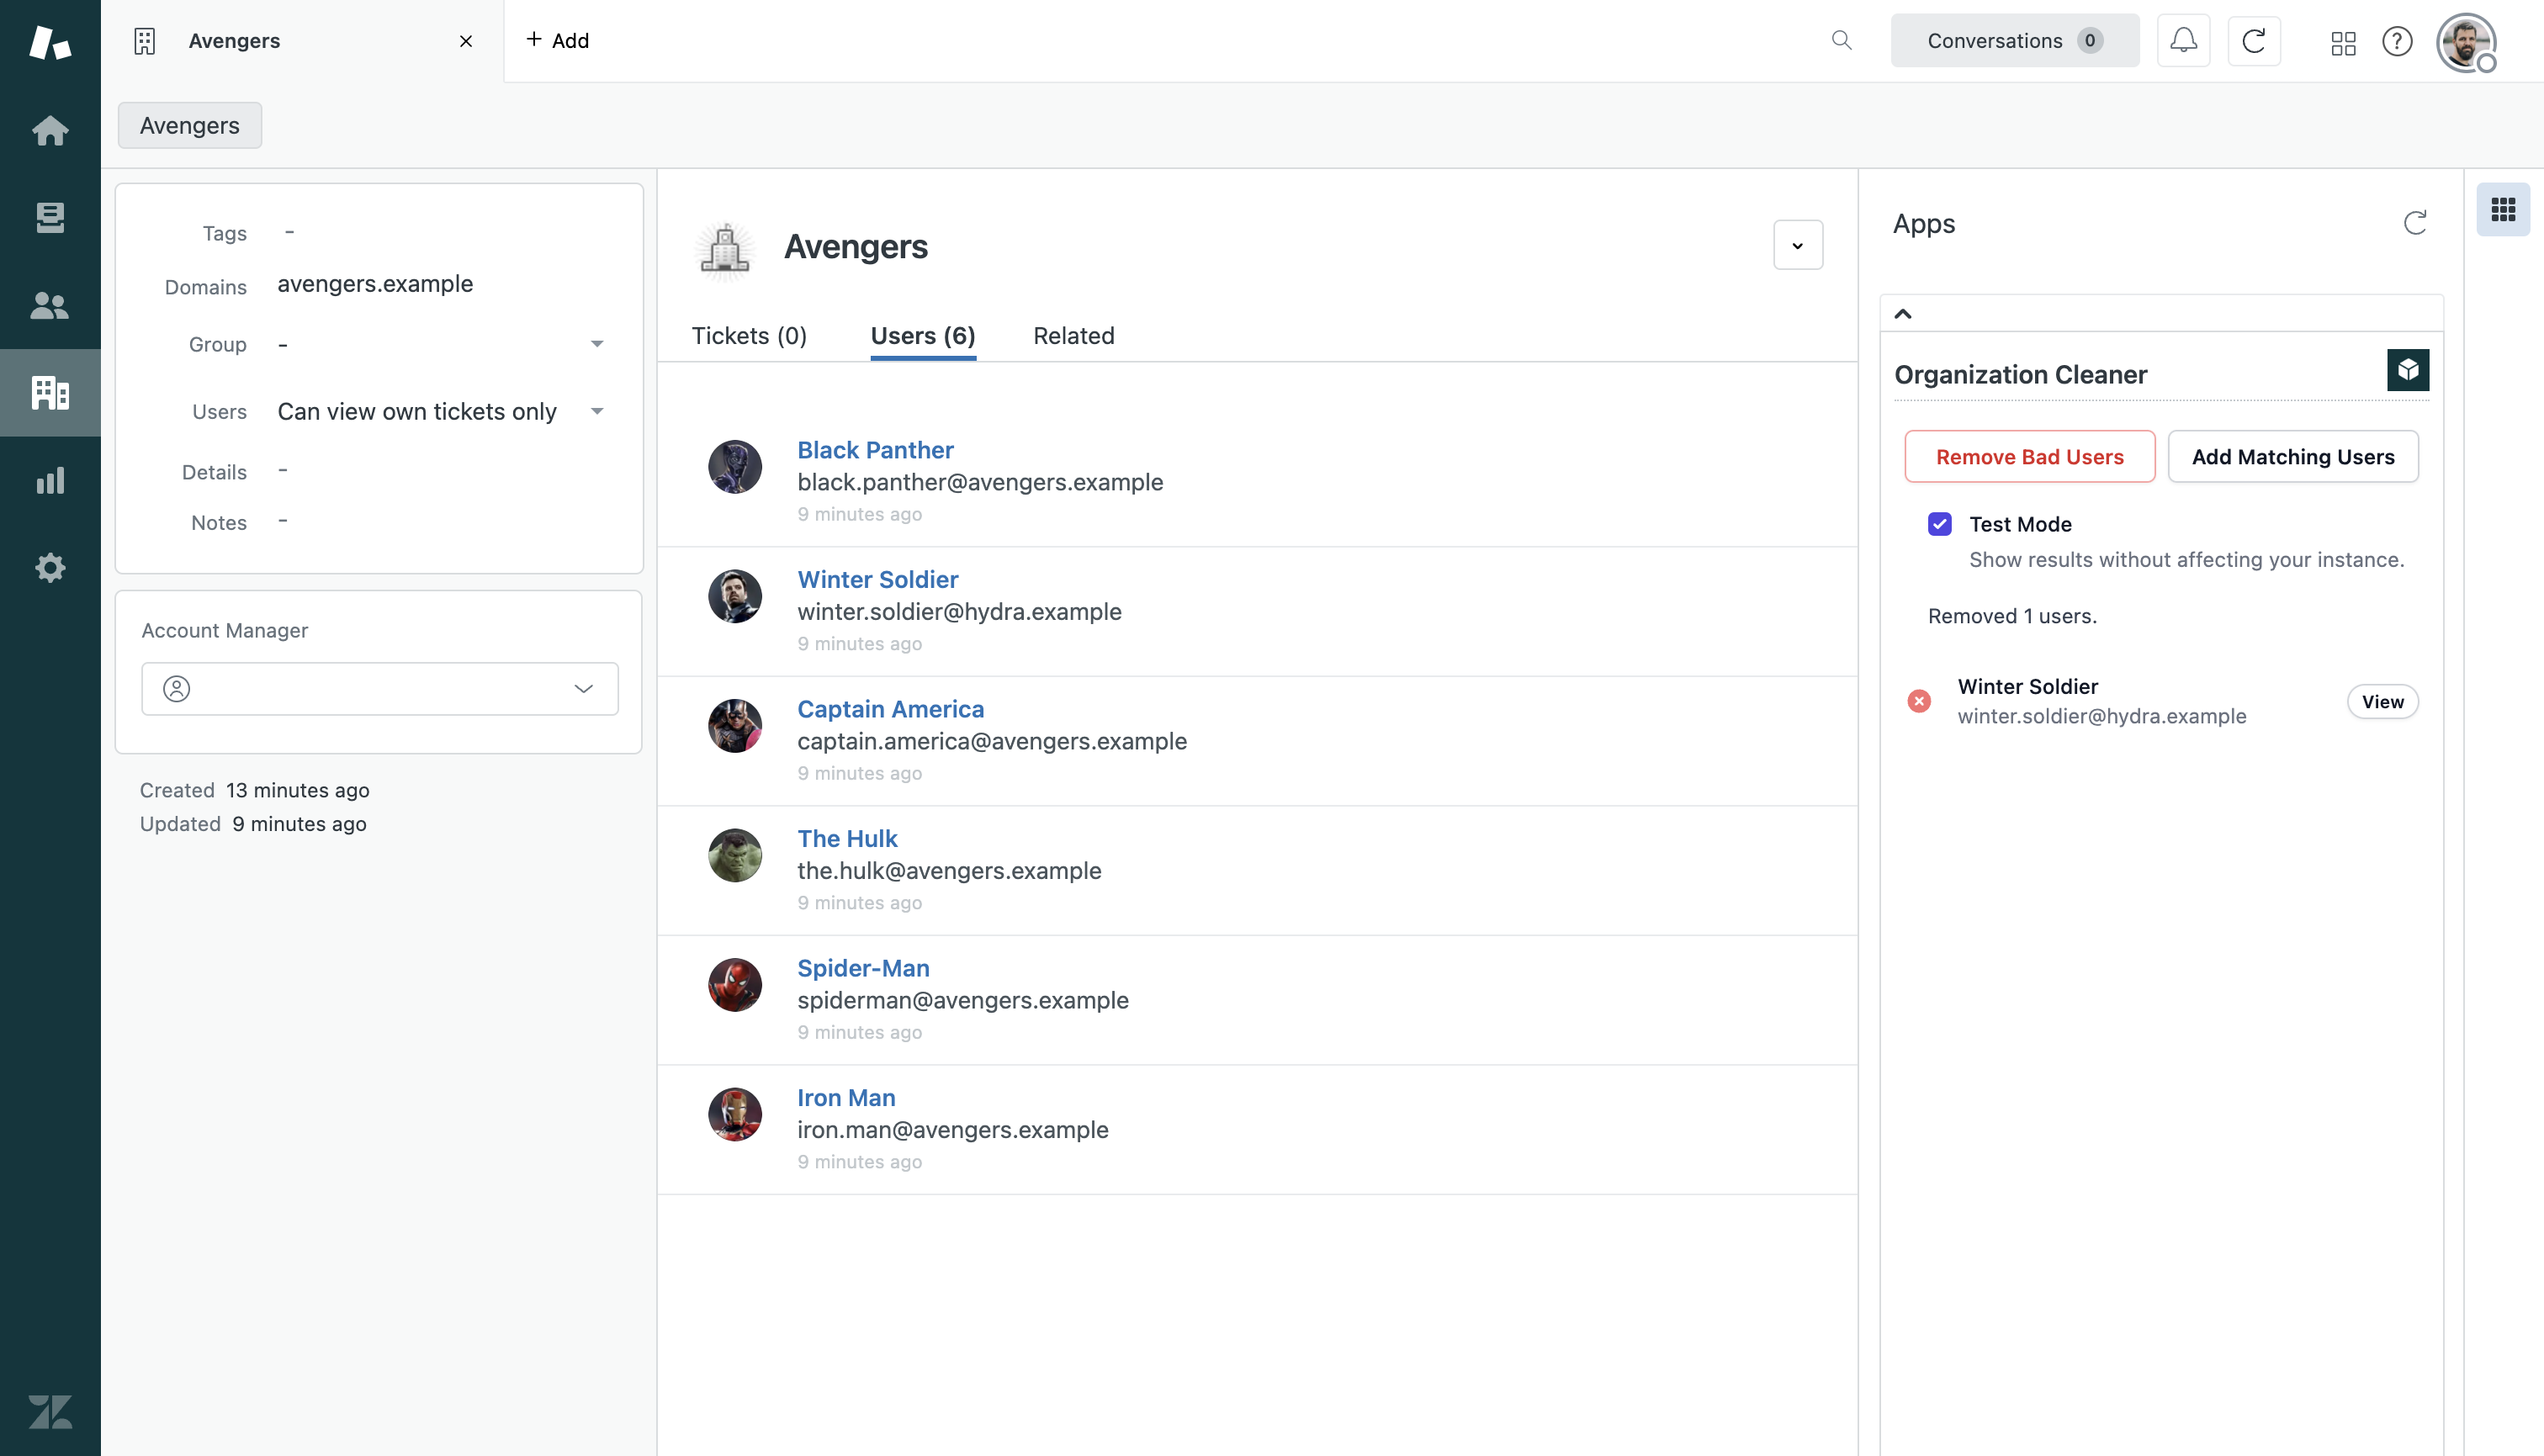 Avengers
+ Add
Conversations 0
Avengers
Tags -
Domains avengers.example
Group -
Users Can view own tickets only
Details -
Notes -
Account Manager
Created 13 minutes ago
Updated 9 minutes ago
Avengers
Tickets (0) Users (6) Related
Black Panther
black.panther@avengers.example
9 minutes ago
Winter Soldier
winter.soldier@hydra.example
9 minutes ago
Captain America
captain.america@avengers.example
9 minutes ago
The Hulk
the.hulk@avengers.example
9 minutes ago
Spider-Man
spiderman@avengers.example
9 minutes ago
Iron Man
iron.man@avengers.example
9 minutes ago
Apps
Organization Cleaner
Remove Bad Users Add Matching Users
Test Mode
Show results without affecting your instance.
Removed 1 users.
Winter Soldier
winter.soldier@hydra.example
View